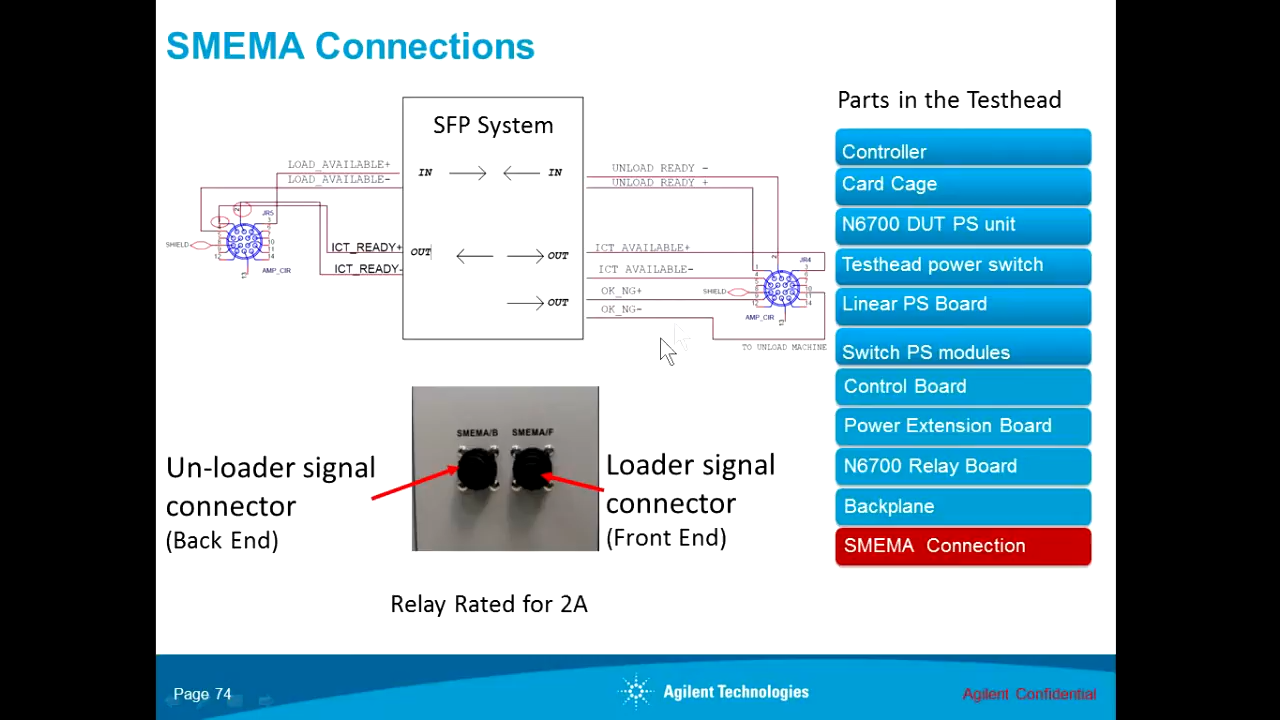 SMEMA Connections
Parts in the Testhead
SFP System
LOAD_AVAILABLE+
LOAD_AVAILABLE-
IN
IN
UNLOAD READY -
UNLOAD READY +
JR5
SHIELD
AMP_CIR
ICT_READY+
ICT_READY-
OUT
OUT
OUT
ICT AVAILABLE+
ICT AVAILABLE-
OK_NG+
OK_NG-
SHIELD
JR4
AMP_CIR
TO UNLOAD MACHINE
Controller
Card Cage
N6700 DUT PS unit
Testhead power switch
Linear PS Board
Switch PS modules
Control Board
Power Extension Board
N6700 Relay Board
Backplane
SMEMA Connection
SMEMA/B SMEMA/F
Un-loader signal
connector
(Back End)
Loader signal
connector
(Front End)
Relay Rated for 2A
Page 74
Agilent Technologies
Agilent Confidential